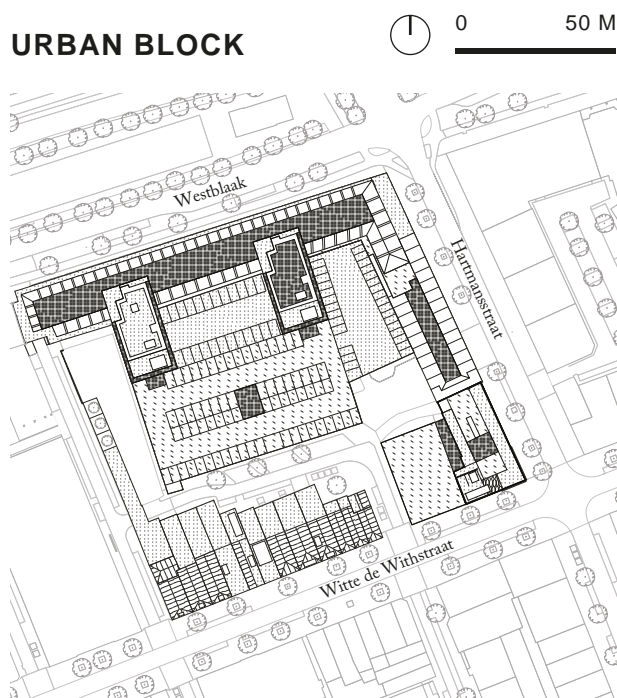 URBAN BLOCK
0 50 M
Westblaak
Hartmansstraat
Witte de Withstraat